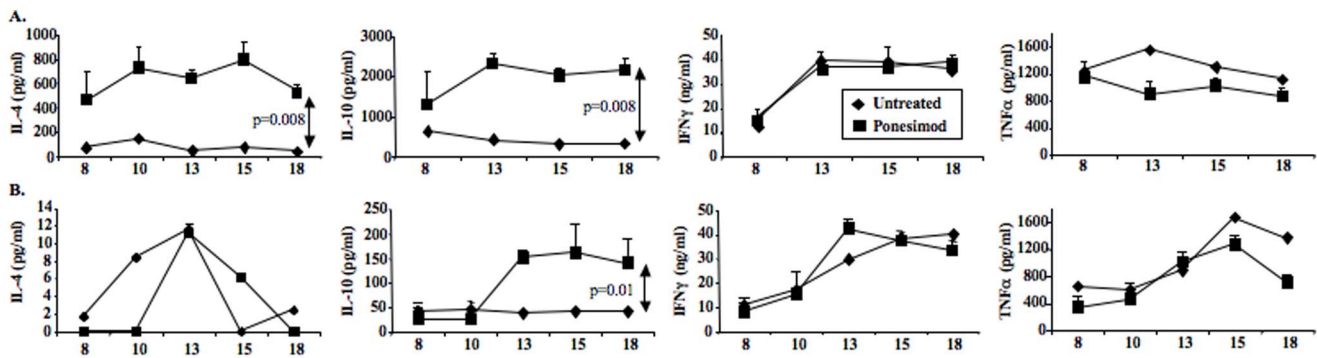 A.
IL-4 (pg/ml)
1000
800
600
400
200
0
p=0.008
8 10 13 15 18
IL-10 (pg/ml)
3000
2000
1000
0
p=0.008
8 13 15 18
IFNγ (ng/ml)
50
40
30
20
10
0
Untreated
Ponesimod
8 13 15 18
TNFα (pg/ml)
1600
1200
800
400
0
8 13 15 18
B.
IL-4 (pg/ml)
14
12
10
8
6
4
2
0
8 10 13 15 18
IL-10 (pg/ml)
250
200
150
100
50
0
p=0.01
8 10 13 15 18
IFNγ (ng/ml)
50
40
30
20
10
0
8 10 13 15 18
TNFα (pg/ml)
1600
1200
800
400
0
8 10 13 15 18